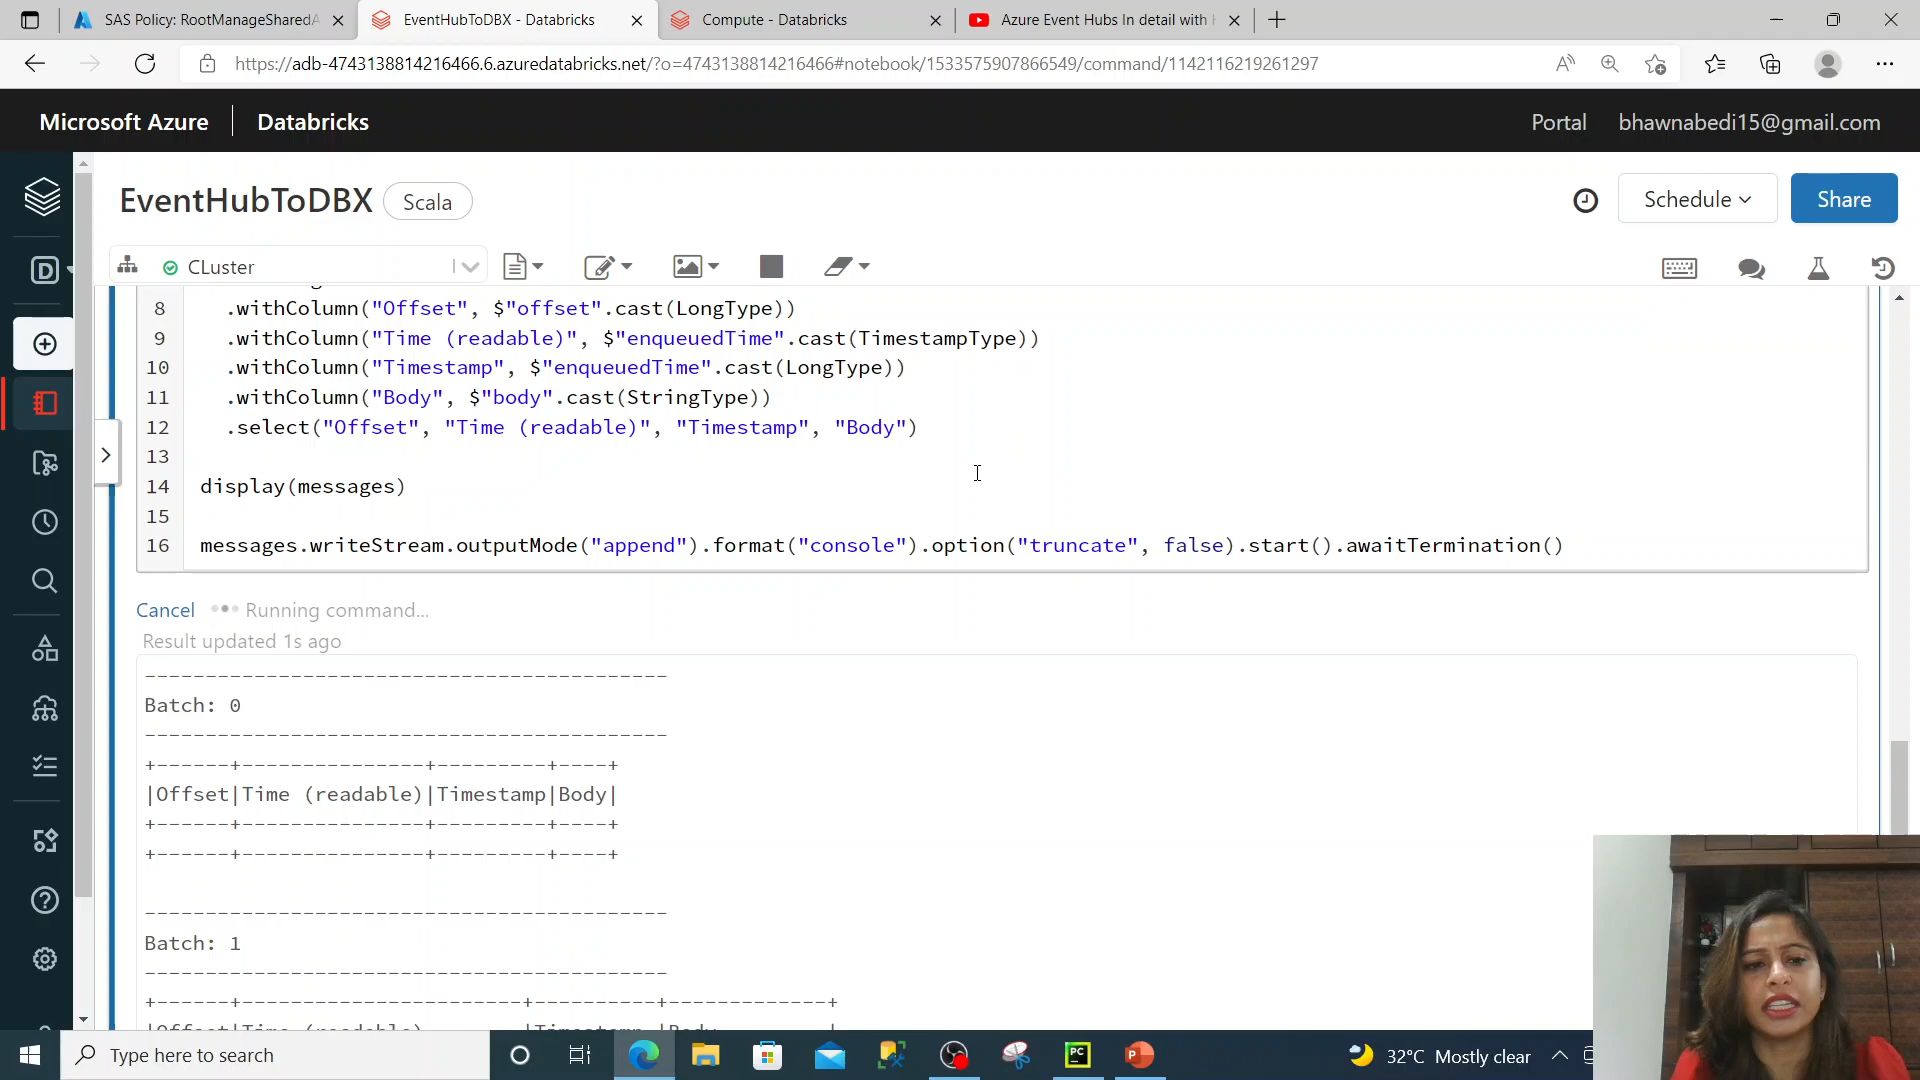 SAS Policy: RootManageSharedA
EventHubToDBX - Databricks
Compute - Databricks
Azure Event Hubs In detail with
https://adb-4743138814216466.6.azuredatabricks.net/?o=4743138814216466#notebook/1533575907866549/command/1142116219261297
Microsoft Azure
Databricks
Portal
bhawnabedi15@gmail.com
EventHubToDBX
Scala
Schedule
Share
CLuster
8 .withColumn("Offset", $"offset".cast(LongType))
9 .withColumn("Time (readable)", $"enqueuedTime".cast(TimestampType))
10 .withColumn("Timestamp", $"enqueuedTime".cast(LongType))
11 .withColumn("Body", $"body".cast(StringType))
12 .select("Offset", "Time (readable)", "Timestamp", "Body")
13
14 display(messages)
15
16 messages.writeStream.outputMode("append").format("console").option("truncate", false).start().awaitTermination()
Cancel
Running command...
Result updated 1s ago
-------------------------------------------
Batch: 0
-------------------------------------------
+------+---------------+---------+----+
|Offset|Time (readable)|Timestamp|Body|
+------+---------------+---------+----+
+------+---------------+---------+----+
-------------------------------------------
Batch: 1
-------------------------------------------
+------+-----------------------+----------+-------------+
|Offset|Time (readable) |Timestamp |Body |
Type here to search
32°C Mostly clear